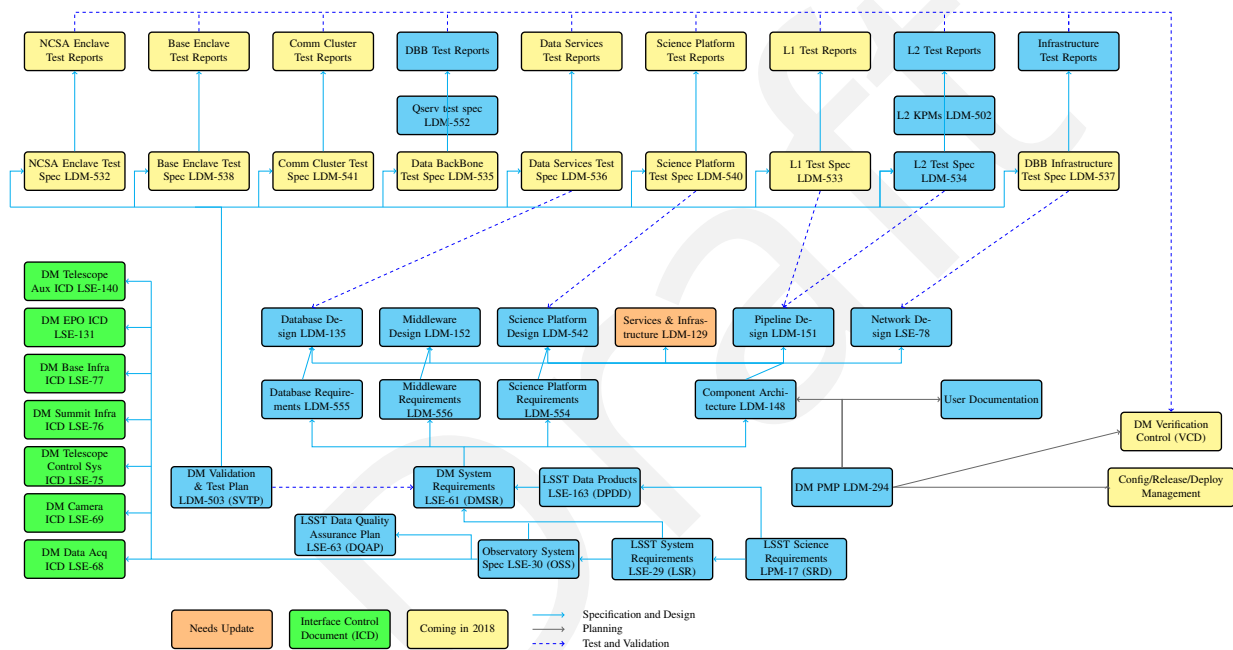 NCSA Enclave
Test Reports
Base Enclave
Test Reports
Comm Cluster
Test Reports
DBB Test Reports
Data Services
Test Reports
Science Platform
Test Reports
L1 Test Reports
L2 Test Reports
Infrastructure
Test Reports
Qserv test spec
LDM-552
L2 KPMs LDM-502
NCSA Enclave Test
Spec LDM-532
Base Enclave Test
Spec LDM-538
Comm Cluster Test
Spec LDM-541
Data BackBone
Test Spec LDM-535
Data Services Test
Spec LDM-536
Science Platform
Test Spec LDM-540
L1 Test Spec
LDM-533
L2 Test Spec
LDM-534
DBB Infrastructure
Test Spec LDM-537
DM Telescope
Aux ICD LSE-140
DM EPO ICD
LSE-131
DM Base Infra
ICD LSE-77
DM Summit Infra
ICD LSE-76
DM Telescope
Control Sys
ICD LSE-75
DM Camera
ICD LSE-69
DM Data Acq
ICD LSE-68
Database De-
sign LDM-135
Middleware
Design LDM-152
Science Platform
Design LDM-542
Services & Infras-
tructure LDM-129
Pipeline De-
sign LDM-151
Network De-
sign LSE-78
Database Require-
ments LDM-555
Middleware
Requirements
LDM-556
Science Platform
Requirements
LDM-554
Component Archi-
tecture LDM-148
User Documentation
DM Verification
Control (VCD)
DM Validation
& Test Plan
LDM-503 (SVTP)
DM System
Requirements
LSE-61 (DMSR)
LSST Data Products
LSE-163 (DPDD)
DM PMP LDM-294
Config/Release/Deploy
Management
LSST Data Quality
Assurance Plan
LSE-63 (DQAP)
Observatory System
Spec LSE-30 (OSS)
LSST System
Requirements
LSE-29 (LSR)
LSST Science
Requirements
LPM-17 (SRD)
Needs Update
Interface Control
Document (ICD)
Coming in 2018
Specification and Design
Planning
Test and Validation
Draft